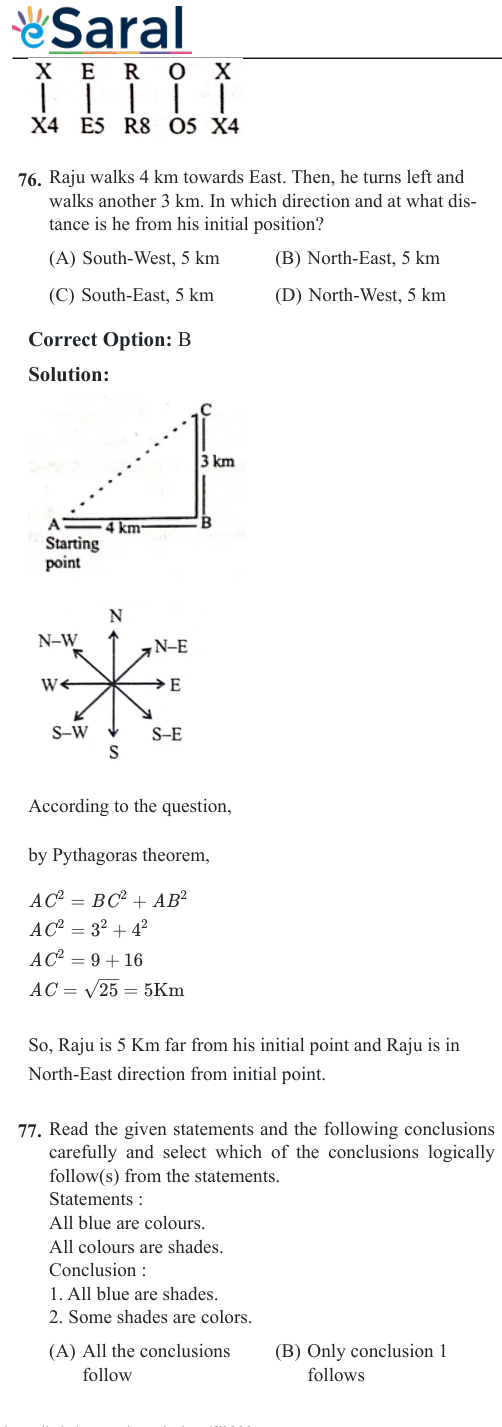 eSaral
X E R O X
X4 E5 R8 O5 X4
76. Raju walks 4 km towards East. Then, he turns left and
walks another 3 km. In which direction and at what dis-
tance is he from his initial position?
(A) South-West, 5 km (B) North-East, 5 km
(C) South-East, 5 km (D) North-West, 5 km
Correct Option: B
Solution:
C
3 km
A 4 km B
Starting
point
N
N–W N–E
W E
S–W S–E
S
According to the question,
by Pythagoras theorem,
AC² = BC² + AB²
AC² = 3² + 4²
AC² = 9 + 16
AC = √25 = 5Km
So, Raju is 5 Km far from his initial point and Raju is in
North-East direction from initial point.
77. Read the given statements and the following conclusions
carefully and select which of the conclusions logically
follow(s) from the statements.
Statements :
All blue are colours.
All colours are shades.
Conclusion :
1. All blue are shades.
2. Some shades are colors.
(A) All the conclusions (B) Only conclusion 1
follow follows